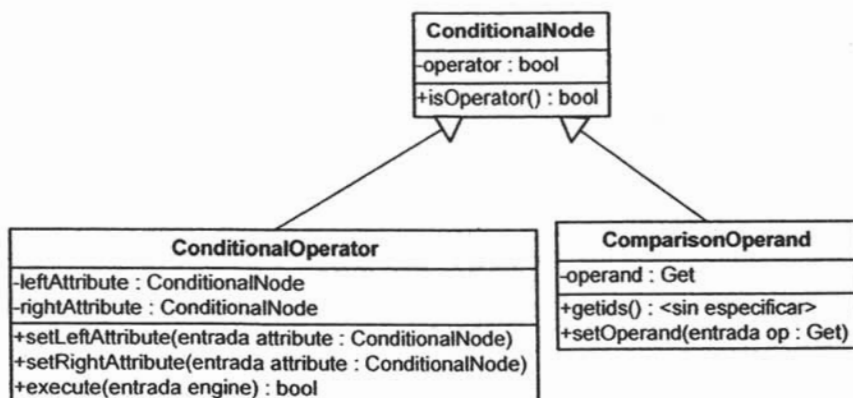 ConditionalNode
-operator : bool
+isOperator() : bool
ConditionalOperator
-leftAttribute : ConditionalNode
-rightAttribute : ConditionalNode
+setLeftAttribute(entrada attribute : ConditionalNode)
+setRightAttribute(entrada attribute : ConditionalNode)
+execute(entrada engine) : bool
ComparisonOperand
-operand : Get
+getids() : <sin especificar>
+setOperand(entrada op : Get)